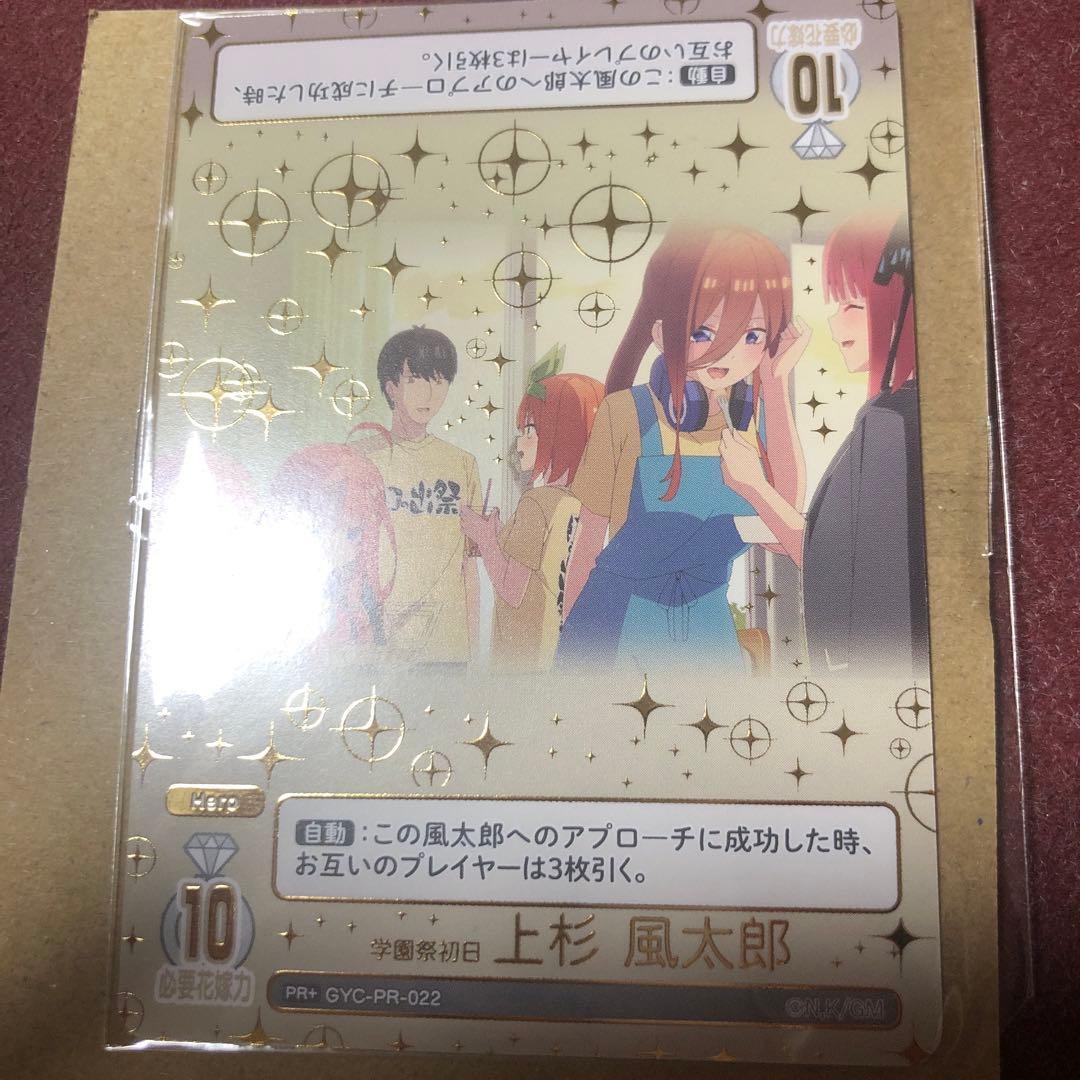 必要花嫁力
10
自動:この風太郎へのアプローチに成功した時、
お互いのプレイヤーは3枚引く。
出祭
Hero
自動:この風太郎へのアプローチに成功した時、
お互いのプレイヤーは3枚引く。
10
必要花嫁力
学園祭初日 上杉 風太郎
PR+ GYC-PR-022
©N,K/GM